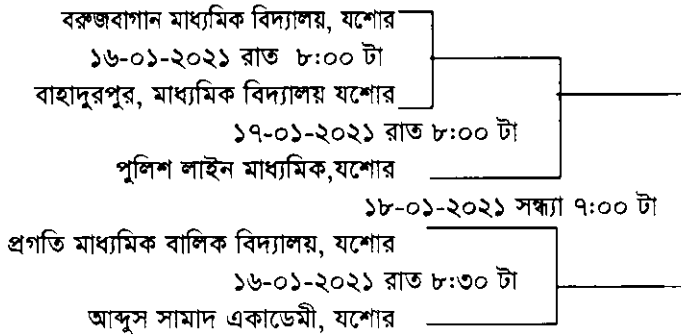 বরুজবাগান মাধ্যমিক বিদ্যালয়, যশোর
১৬-০১-২০২১ রাত ৮:০০ টা
বাহাদুরপুর, মাধ্যমিক বিদ্যালয় যশোর
১৭-০১-২০২১ রাত ৮:০০ টা
পুলিশ লাইন মাধ্যমিক,যশোর
১৮-০১-২০২১ সন্ধ্যা ৭:০০ টা
প্রগতি মাধ্যমিক বালিক বিদ্যালয়, যশোর
১৬-০১-২০২১ রাত ৮:৩০ টা
আব্দুস সামাদ একাডেমী, যশোর